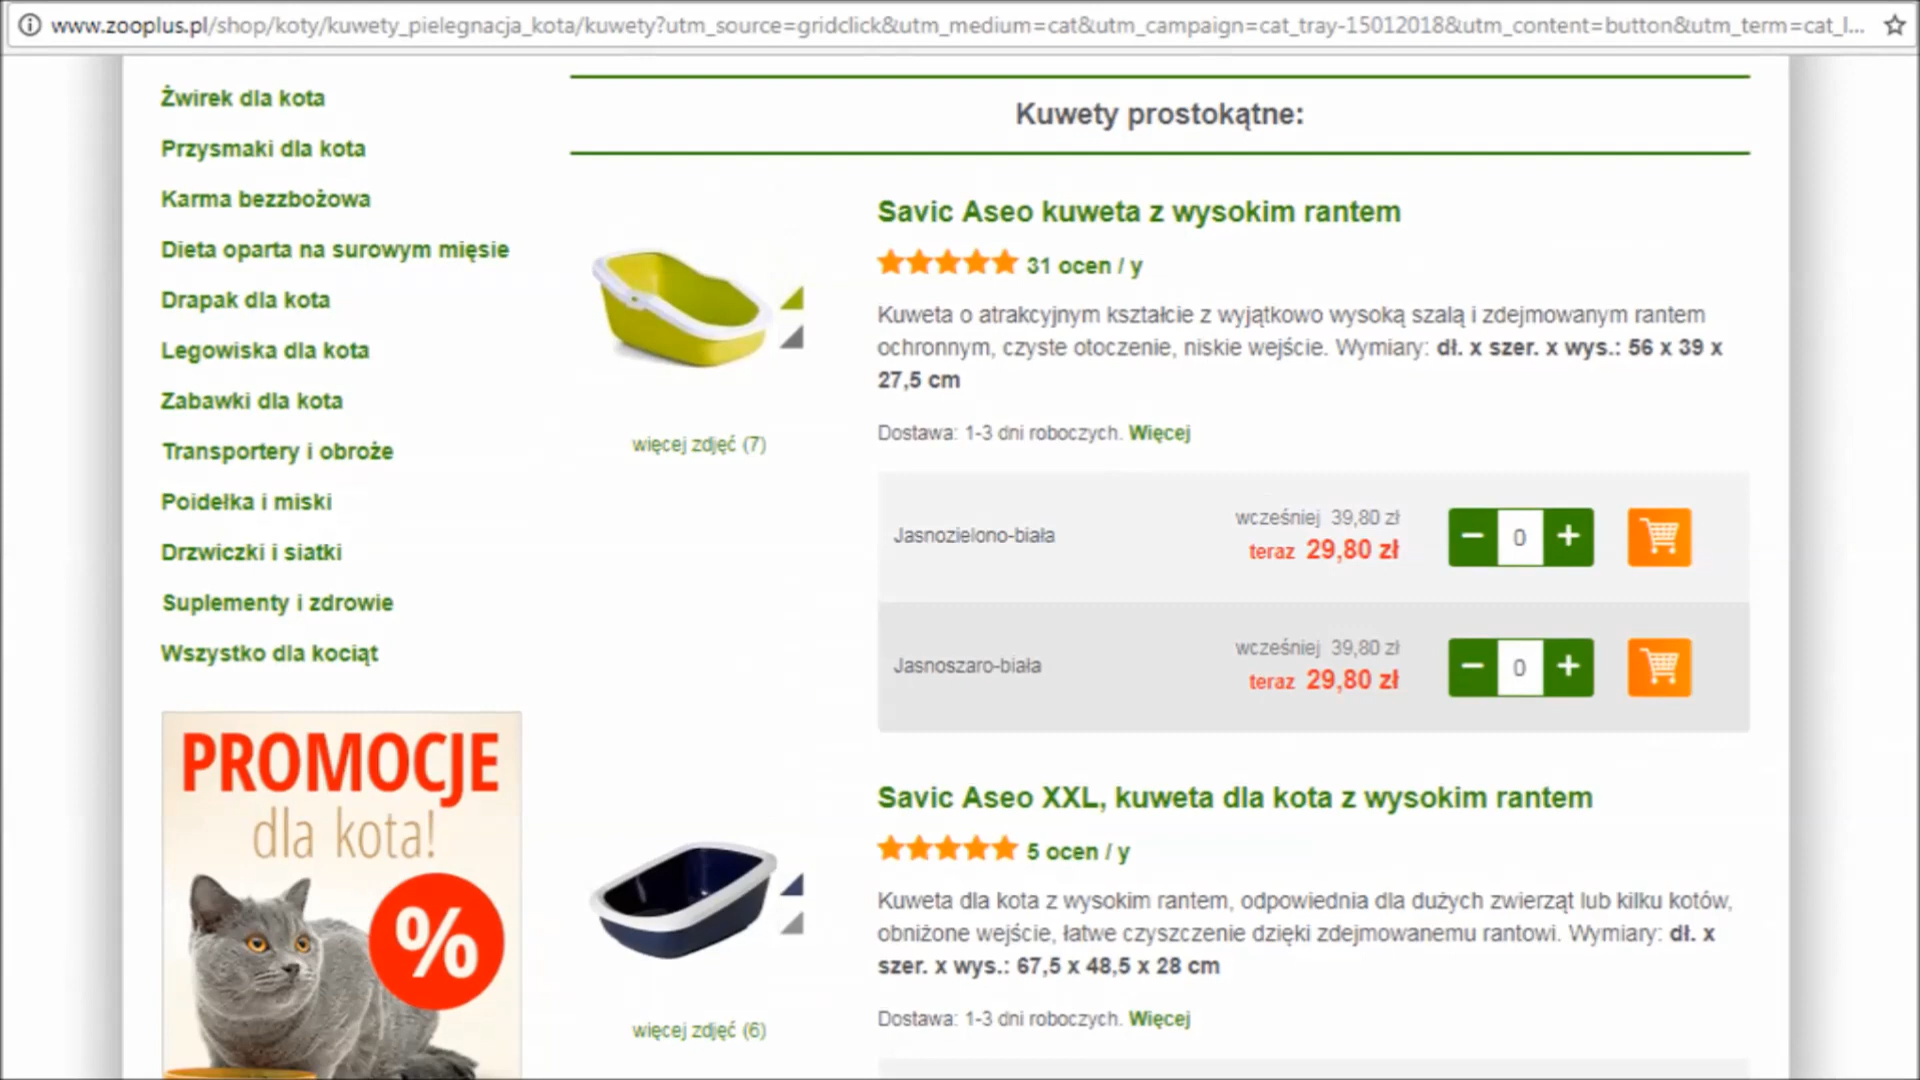 www.zooplus.pl/shop/koty/kuwety_pielegnacja_kota/kuwety?utm_source=gridclick&utm_medium=cat&utm_campaign=cat_tray-15012018&utm_content=button&utm_term=cat_l...
Żwirek dla kota
Przysmaki dla kota
Karma bezzbożowa
Dieta oparta na surowym mięsie
Drapak dla kota
Legowiska dla kota
Zabawki dla kota
Transportery i obroże
Poidełka i miski
Drzwiczki i siatki
Suplementy i zdrowie
Wszystko dla kociąt
PROMOCJE
dla kota!
%
Kuwety prostokątne:
Savic Aseo kuweta z wysokim rantem
31 ocen / y
Kuweta o atrakcyjnym kształcie z wyjątkowo wysoką szalą i zdejmowanym rantem
ochronnym, czyste otoczenie, niskie wejście. Wymiary: dł. x szer. x wys.: 56 x 39 x
27,5 cm
Dostawa: 1-3 dni roboczych. Więcej
więcej zdjęć (7)
Jasnozielono-biała
wcześniej 39,80 zł
teraz 29,80 zł
− 0 +
Jasnoszaro-biała
wcześniej 39,80 zł
teraz 29,80 zł
− 0 +
Savic Aseo XXL, kuweta dla kota z wysokim rantem
5 ocen / y
Kuweta dla kota z wysokim rantem, odpowiednia dla dużych zwierząt lub kilku kotów,
obniżone wejście, łatwe czyszczenie dzięki zdejmowanemu rantowi. Wymiary: dł. x
szer. x wys.: 67,5 x 48,5 x 28 cm
Dostawa: 1-3 dni roboczych. Więcej
więcej zdjęć (6)